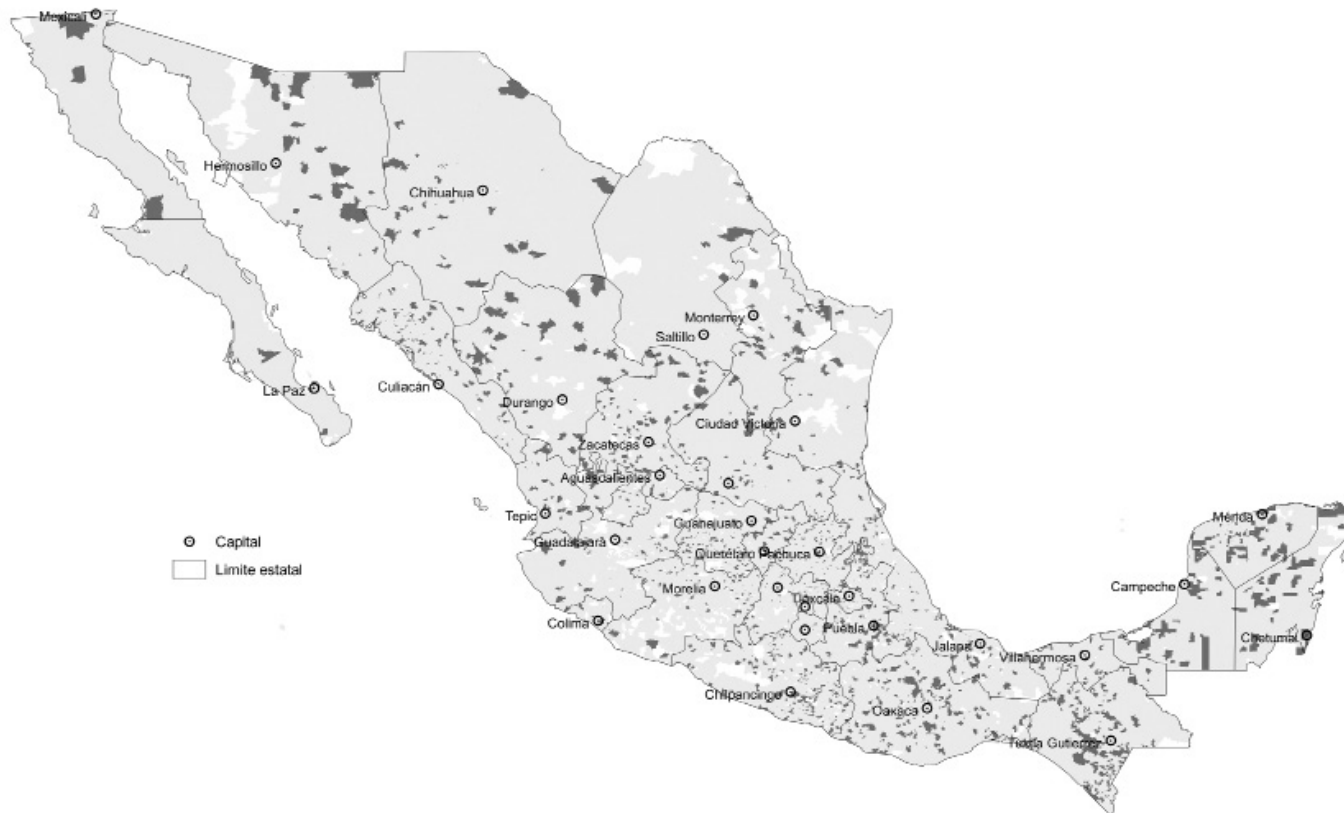 Mexicali
Hermosillo
Chihuahua
Monterrey
Saltillo
La Paz
Culiacán
Durango
Ciudad Victoria
Zacatecas
Aguascalientes
Tepic
Guanajuato
Guadalajara
Querétaro
Pachuca
Mérida
Capital
Límite estatal
Morelia
Tlaxcala
Campeche
Colima
Puebla
Chetumal
Jalapa
Villahermosa
Chilpancingo
Oaxaca
Tuxtla Gutierrez